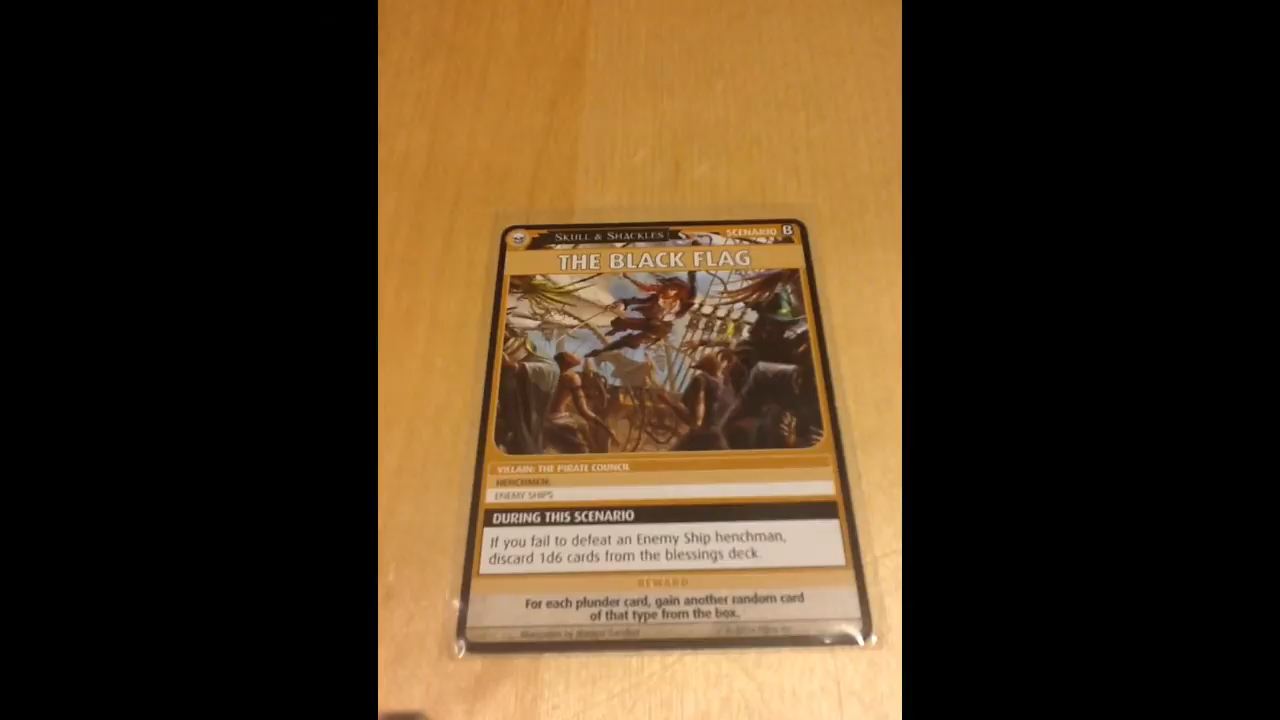 SKULL & SHACKLES
SCENARIO B
THE BLACK FLAG
VILLAIN: THE PIRATE COUNCIL
HENCHMEN:
ENEMY SHIPS
DURING THIS SCENARIO
If you fail to defeat an Enemy Ship henchman,
discard 1d6 cards from the blessings deck.
REWARD
For each plunder card, gain another random card
of that type from the box.